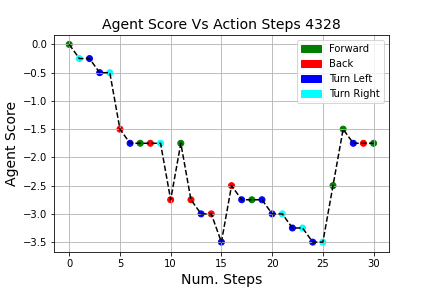 Agent Score Vs Action Steps 4328
Agent Score
0.0
−0.5
−1.0
−1.5
−2.0
−2.5
−3.0
−3.5
Forward
Back
Turn Left
Turn Right
0 5 10 15 20 25 30
Num. Steps